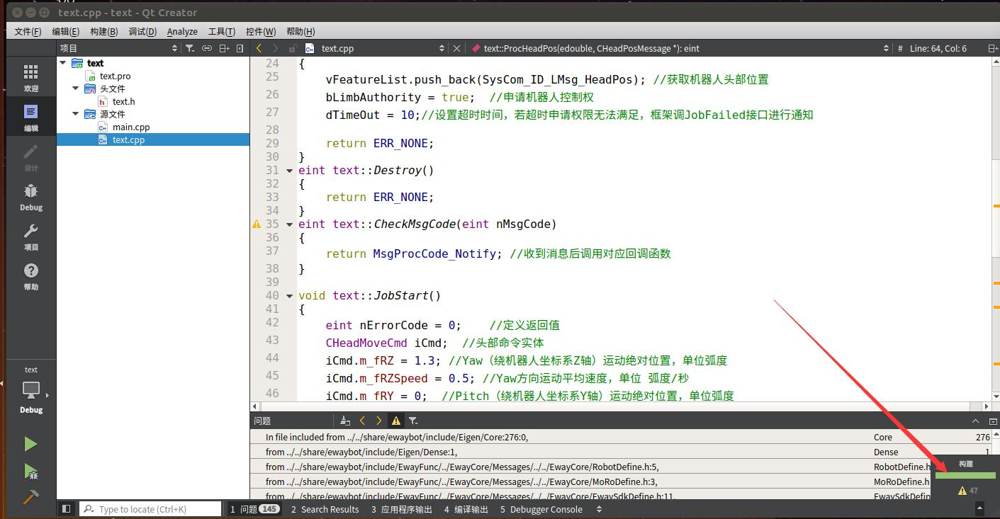 text.cpp - text - Qt Creator
文件(F) 编辑(E) 构建(B) 调试(D) Analyze 工具(T) 控件(W) 帮助(H)
项目
text.cpp
text::ProcHeadPos(edouble, CHeadPosMessage *): eint
# Line: 64, Col: 6
欢迎
编辑
设计
Debug
项目
帮助
text
Debug
text
text.pro
头文件
text.h
源文件
main.cpp
text.cpp
24 {
25 vFeatureList.push_back(SysCom_ID_LMsg_HeadPos); //获取机器人头部位置
26 bLimbAuthority = true; //申请机器人控制权
27 dTimeOut = 10;//设置超时时间，若超时申请权限无法满足，框架调JobFailed接口进行通知
28
29 return ERR_NONE;
30 }
31 eint text::Destroy()
32 {
33 return ERR_NONE;
34 }
35 eint text::CheckMsgCode(eint nMsgCode)
36 {
37 return MsgProcCode_Notify; //收到消息后调用对应回调函数
38 }
39
40 void text::JobStart()
41 {
42 eint nErrorCode = 0; //定义返回值
43 CHeadMoveCmd iCmd; //头部命令实体
44 iCmd.m_fRZ = 1.3; //Yaw（绕机器人坐标系Z轴）运动绝对位置，单位弧度
45 iCmd.m_fRZSpeed = 0.5; //Yaw方向运动平均速度，单位 弧度/秒
46 iCmd.m_fRY = 0; //Pitch（绕机器人坐标系Y轴）运动绝对位置，单位弧度
问题
In file included from ../../share/ewaybot/include/Eigen/Core:276:0, Core 276
from ../../share/ewaybot/include/Eigen/Dense:1, Dense 1
from ../../share/ewaybot/include/EwayFunc/../EwayCore/Messages/../../EwayCore/RobotDefine.h:5, RobotDefine.h
from ../../share/ewaybot/include/EwayFunc/../EwayCore/Messages/../../EwayCore/MoRoDefine.h:3, MoRoDefine.h
from ../../share/ewaybot/include/EwayFunc/../EwayCore/Messages/../../EwayCore/EwaySdkDefine.h:11, EwaySdkDefin
构建
47
Type to locate (Ctrl+K)
1 问题 145 2 Search Results 3 应用程序输出 4 编译输出 5 Debugger Console